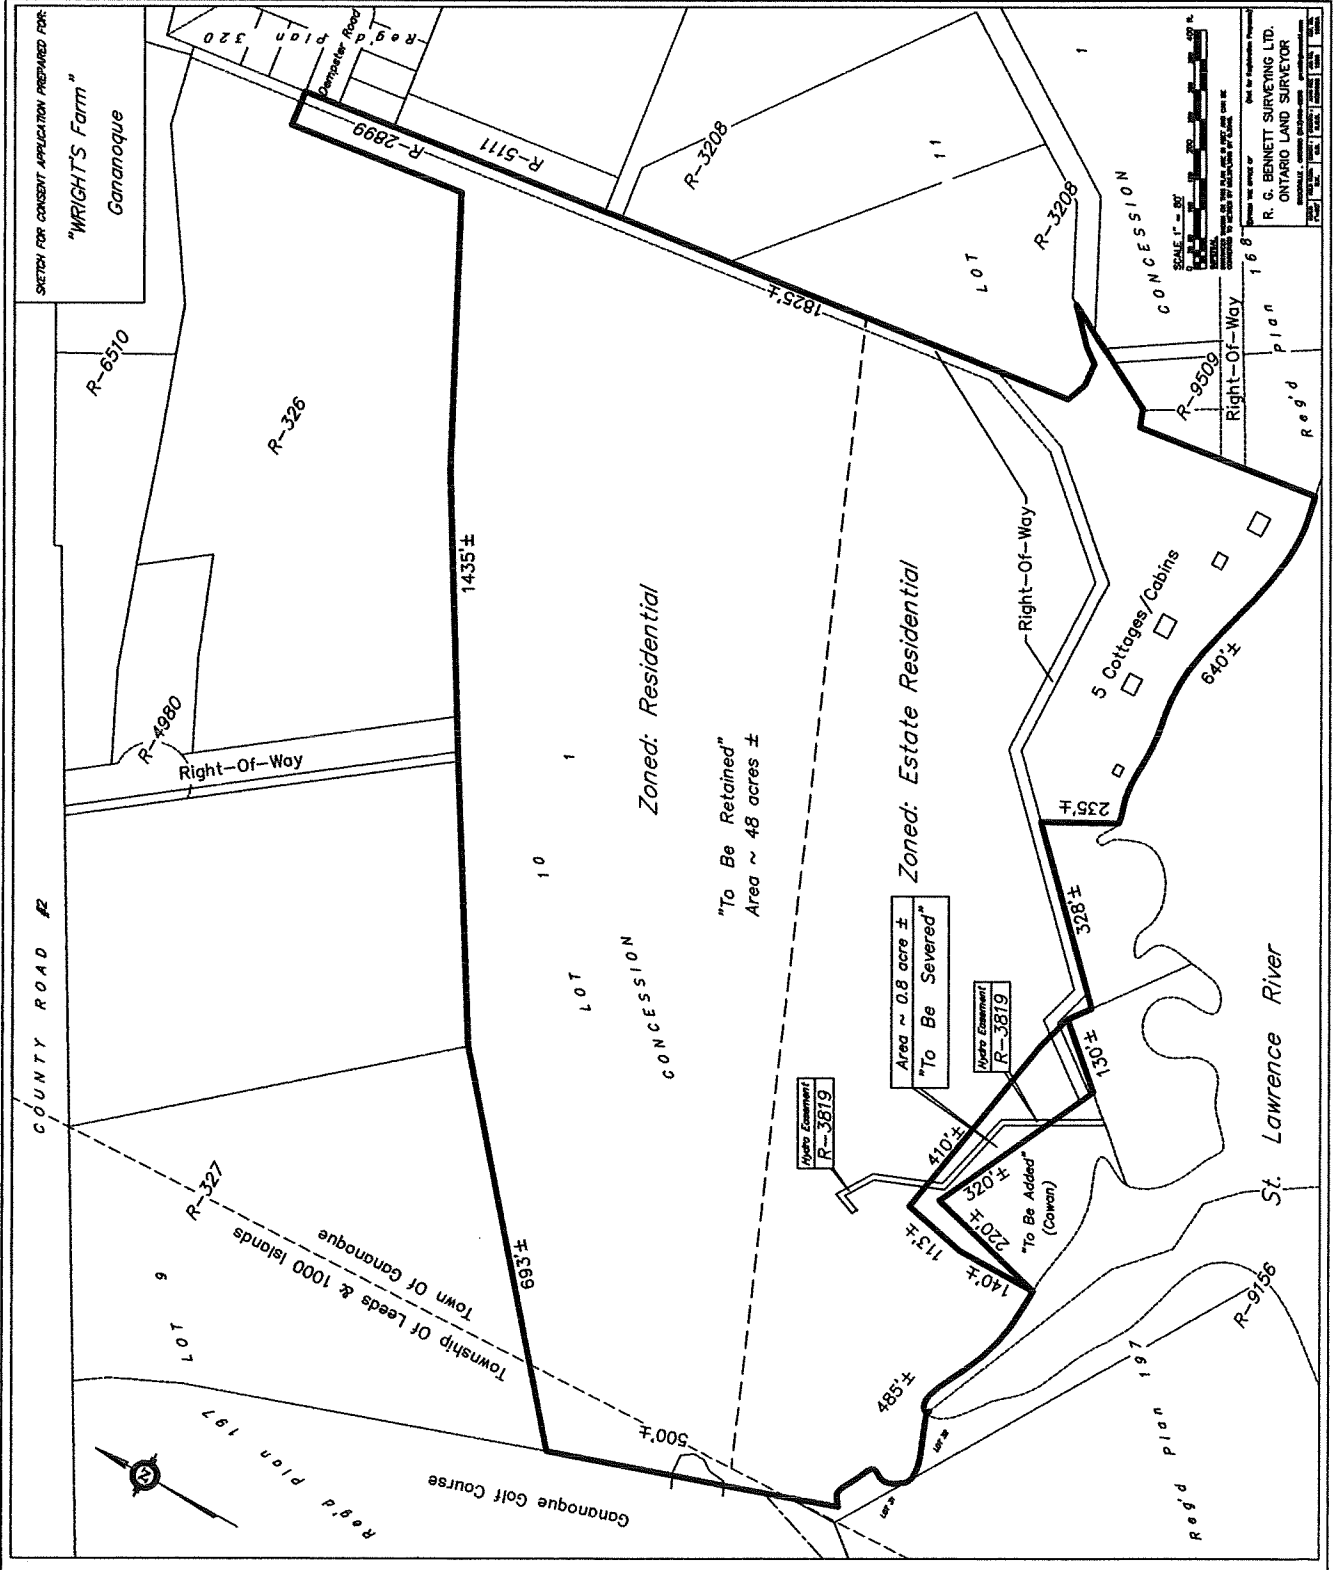 SKETCH FOR CONSENT APPLICATION PREPARED FOR:
"WRIGHT'S Farm"
Gananoque
COUNTY ROAD #2
R-6510
R-326
R-4980
Right-Of-Way
R-327
Township Of Leeds & 1000 Islands
Town Of Gananoque
LOT 9
Reg'd Plan 197
N
Gananoque Golf Course
Reg'd Plan 320
Dempster Road
R-2899
R-5111
R-3208
R-3208
LOT 11
CONCESSION 1
1825'±
1435'±
693'±
500'±
LOT 10
CONCESSION 1
Zoned: Residential
"To Be Retained"
Area ~ 48 acres ±
Zoned: Estate Residential
Area ~ 0.8 acre ±
"To Be Severed"
Hydro Easement
R-3819
Hydro Easement
R-3819
Right-Of-Way
5 Cottages/Cabins
640'±
235'±
328'±
130'±
410'±
320'±
220'±
113'±
140'±
485'±
"To Be Added"
(Cowan)
St. Lawrence River
R-9156
Reg'd Plan 197
R-9509
Right-Of-Way
Reg'd Plan 168
SCALE 1" = 80'
R. G. BENNETT SURVEYING LTD.
ONTARIO LAND SURVEYOR